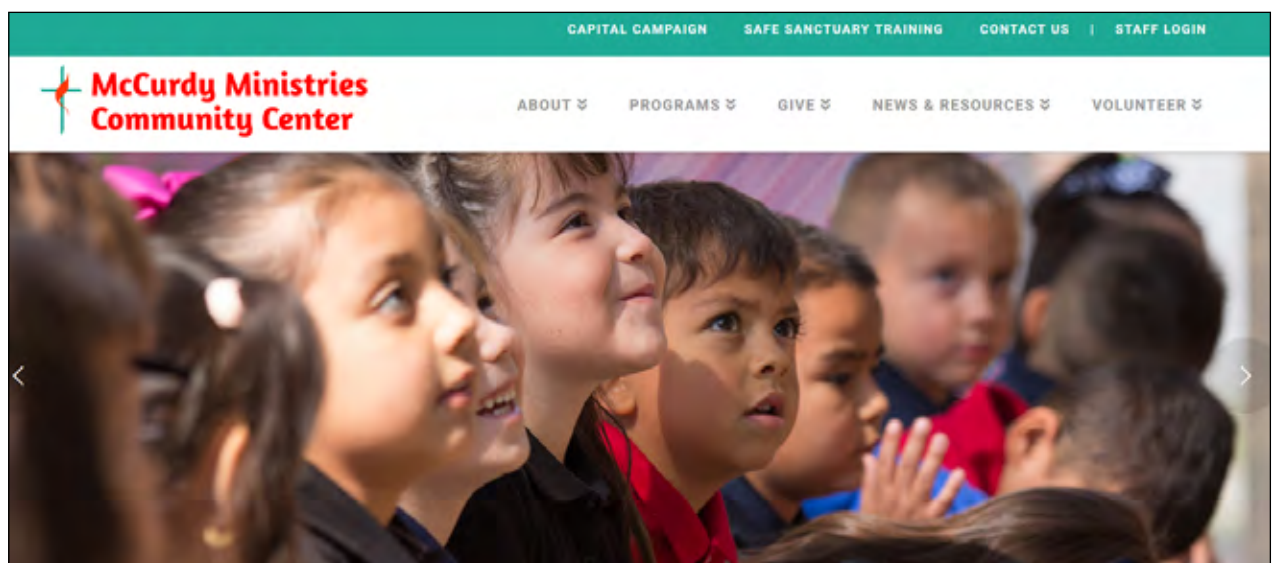 CAPITAL CAMPAIGN SAFE SANCTUARY TRAINING CONTACT US | STAFF LOGIN
McCurdy Ministries
Community Center
ABOUT PROGRAMS GIVE NEWS & RESOURCES VOLUNTEER